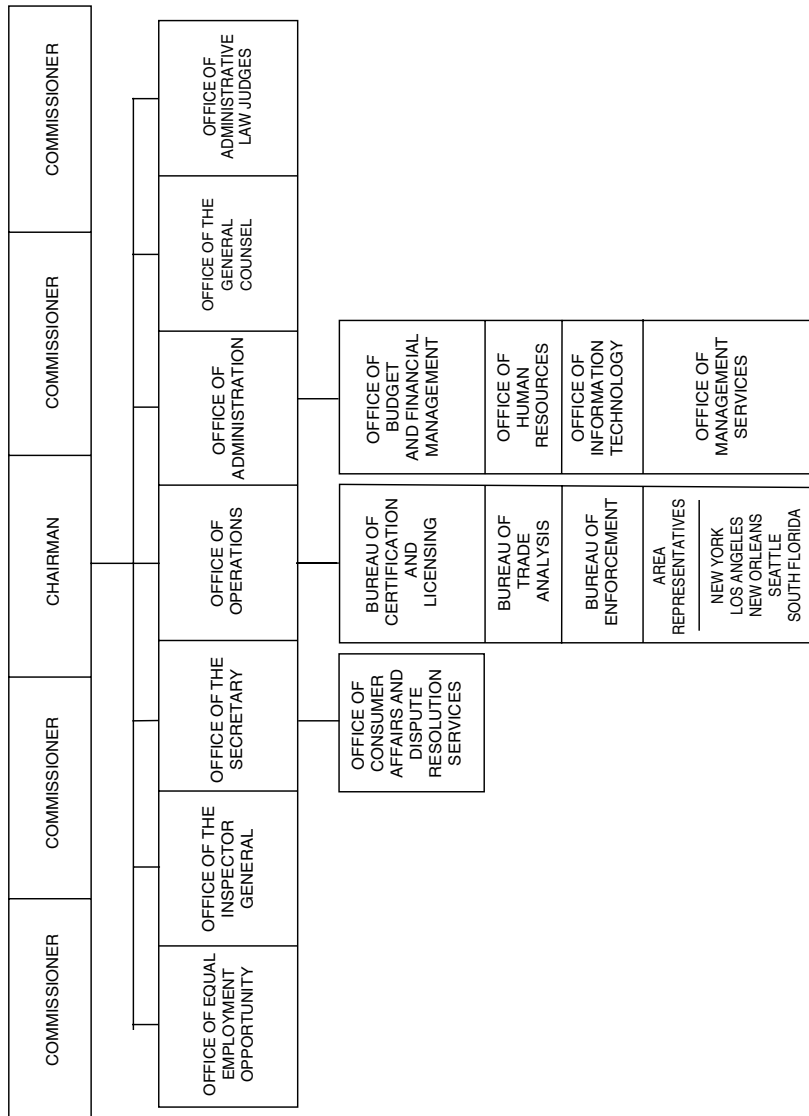 COMMISSIONER
COMMISSIONER
CHAIRMAN
COMMISSIONER
COMMISSIONER
OFFICE OF EQUAL
EMPLOYMENT
OPPORTUNITY
OFFICE OF THE
INSPECTOR
GENERAL
OFFICE OF THE
SECRETARY
OFFICE OF
OPERATIONS
OFFICE OF
ADMINISTRATION
OFFICE OF THE
GENERAL
COUNSEL
OFFICE OF
ADMINISTRATIVE
LAW JUDGES
OFFICE OF
CONSUMER
AFFAIRS AND
DISPUTE
RESOLUTION
SERVICES
BUREAU OF
CERTIFICATION
AND
LICENSING
BUREAU OF
TRADE
ANALYSIS
BUREAU OF
ENFORCEMENT
AREA
REPRESENTATIVES
NEW YORK
LOS ANGELES
NEW ORLEANS
SEATTLE
SOUTH FLORIDA
OFFICE OF
BUDGET
AND FINANCIAL
MANAGEMENT
OFFICE OF
HUMAN
RESOURCES
OFFICE OF
INFORMATION
TECHNOLOGY
OFFICE OF
MANAGEMENT
SERVICES